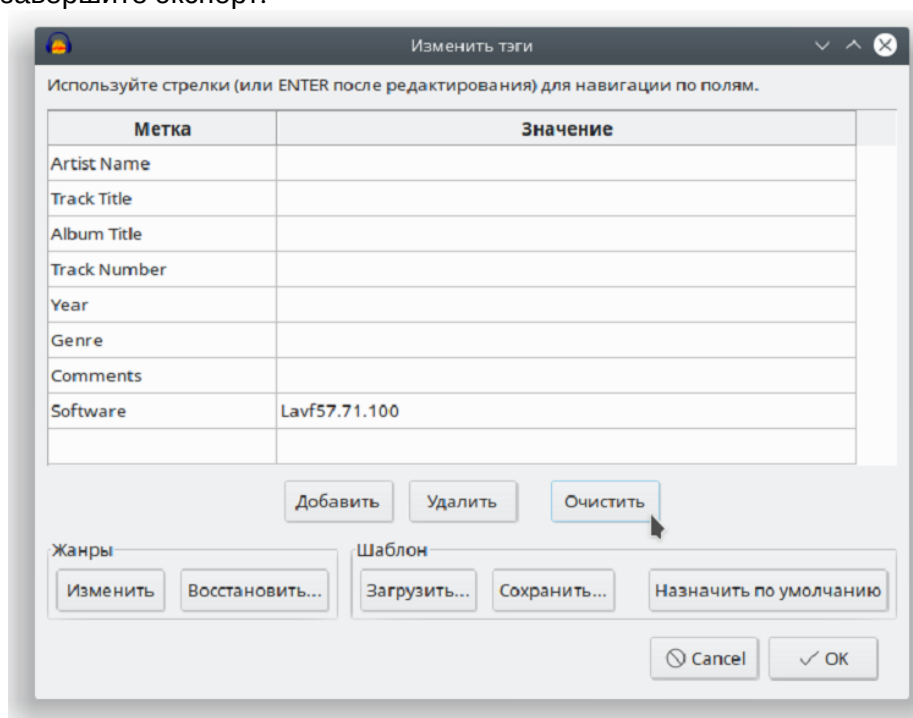 завершите экспорт.
Изменить тэги
Используйте стрелки (или ENTER после редактирования) для навигации по полям.
Метка Значение
Artist Name
Track Title
Album Title
Track Number
Year
Genre
Comments
Software Lavf57.71.100
Добавить Удалить Очистить
Жанры Шаблон
Изменить Восстановить... Загрузить... Сохранить... Назначить по умолчанию
Cancel OK